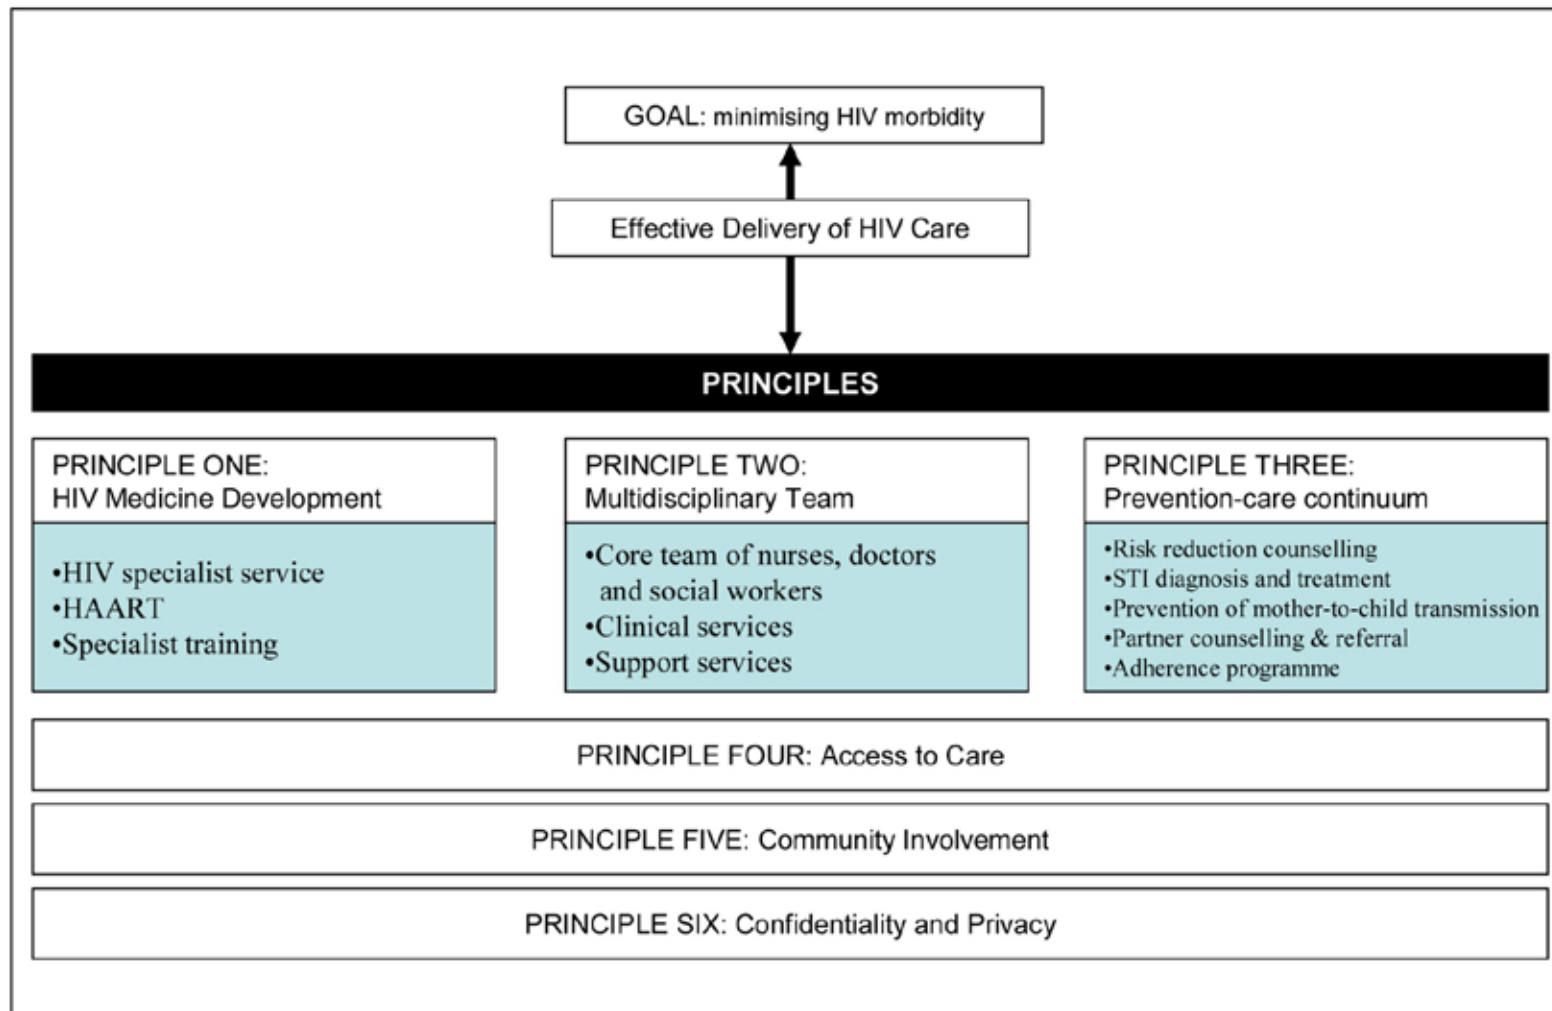 GOAL: minimising HIV morbidity
Effective Delivery of HIV Care
PRINCIPLES
PRINCIPLE ONE:
HIV Medicine Development
•HIV specialist service
•HAART
•Specialist training
PRINCIPLE TWO:
Multidisciplinary Team
•Core team of nurses, doctors
and social workers
•Clinical services
•Support services
PRINCIPLE THREE:
Prevention-care continuum
•Risk reduction counselling
•STI diagnosis and treatment
•Prevention of mother-to-child transmission
•Partner counselling & referral
•Adherence programme
PRINCIPLE FOUR: Access to Care
PRINCIPLE FIVE: Community Involvement
PRINCIPLE SIX: Confidentiality and Privacy